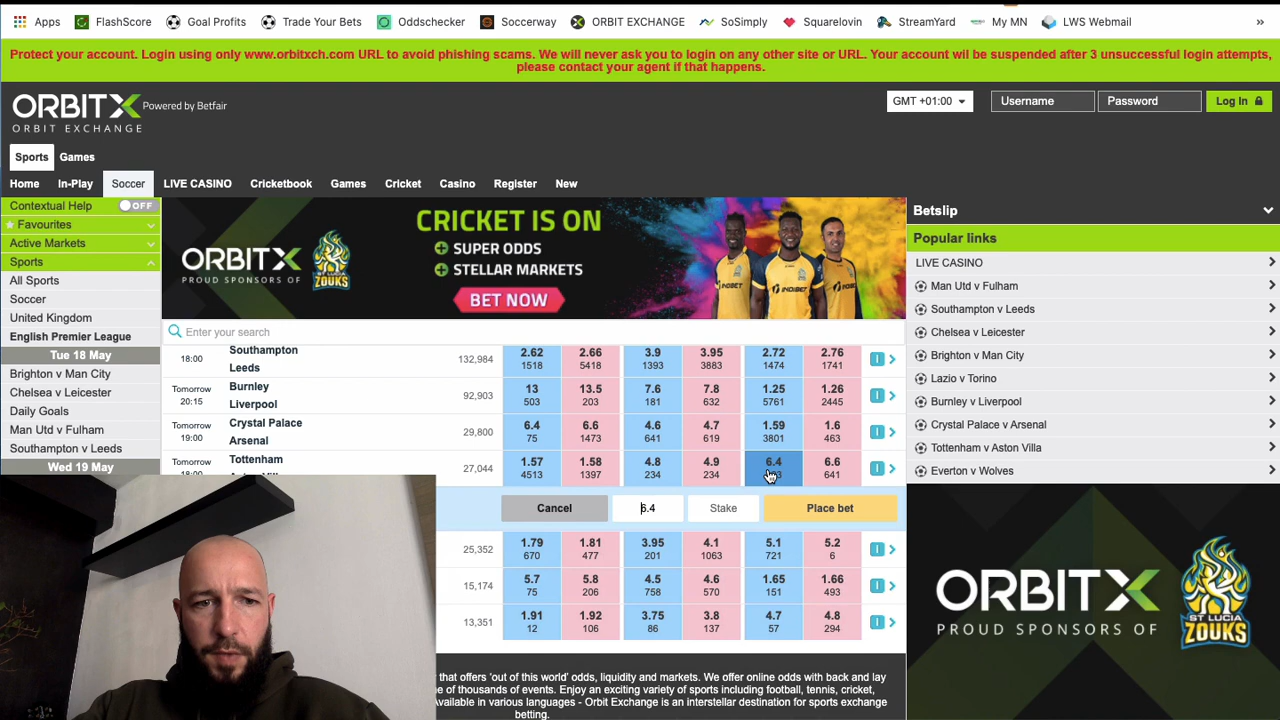 Apps FlashScore Goal Profits Trade Your Bets Oddschecker Soccerway ORBIT EXCHANGE SoSimply Squarelovin StreamYard My MN LWS Webmail »
Protect your account. Login using only www.orbitxch.com URL to avoid phishing scams. We will never ask you to login on any other site or URL. Your account wil be suspended after 3 unsuccessful login attempts,
please contact your agent if that happens.
ORBITX Powered by Betfair
ORBIT EXCHANGE
GMT +01:00 Username Password Log In
Sports Games
Home In-Play Soccer LIVE CASINO Cricketbook Games Cricket Casino Register New
Contextual Help OFF
Favourites
Active Markets
Sports
All Sports
Soccer
United Kingdom
English Premier League
Tue 18 May
Brighton v Man City
Chelsea v Leicester
Daily Goals
Man Utd v Fulham
Southampton v Leeds
Wed 19 May
ORBITX
PROUD SPONSORS OF
ST LUCIA
ZOUKS
CRICKET IS ON
SUPER ODDS
STELLAR MARKETS
BET NOW
INDIBET
Enter your search
Southampton 2.62 2.66 3.9 3.95 2.72 2.76
18:00 132,984
Leeds 1518 5418 1393 3883 1474 1741
Tomorrow Burnley 13 13.5 7.6 7.8 1.25 1.26
92,903
20:15 Liverpool 503 203 181 632 5761 2445
Tomorrow Crystal Palace 6.4 6.6 4.6 4.7 1.59 1.6
29,800
19:00 Arsenal 75 1473 641 619 3801 463
Tomorrow Tottenham 1.57 1.58 4.8 4.9 6.4 6.6
27,044
4513 1397 234 234 641
Cancel 6.4 Stake Place bet
25,352 1.79 1.81 3.95 4.1 5.1 5.2
670 477 201 1063 721 6
15,174 5.7 5.8 4.5 4.6 1.65 1.66
75 206 758 570 151 493
13,351 1.91 1.92 3.75 3.8 4.7 4.8
12 106 86 137 57 294
that offers 'out of this world' odds, liquidity and markets. We offer online odds with back and lay
e of thousands of events. Enjoy an exciting variety of sports including football, tennis, cricket,
vailable in various languages - Orbit Exchange is an interstellar destination for sports exchange
betting.
Betslip
Popular links
LIVE CASINO
Man Utd v Fulham
Southampton v Leeds
Chelsea v Leicester
Brighton v Man City
Lazio v Torino
Burnley v Liverpool
Crystal Palace v Arsenal
Tottenham v Aston Villa
Everton v Wolves
ORBITX
PROUD SPONSORS OF
ST LUCIA
ZOUKS